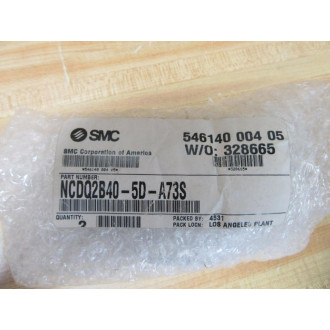 SMC
546140 004 05
SMC Corporation of America
W/O: 328665
PART NUMBER:
NCDQ2B40-5D-A73S
QUANTITY:
2
PACKED BY: 4531
PACK LOCN: LOS ANGELES PLANT